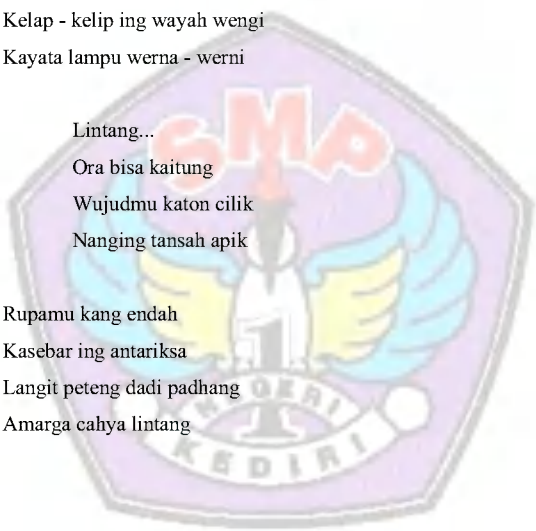 Kelap - kelip ing wayah wengi
Kayata lampu werna - werni
Lintang...
Ora bisa kaitung
Wujudmu katon cilik
Nanging tansah apik
Rupamu kang endah
Kasebar ing antariksa
Langit peteng dadi padhang
Amarga cahya lintang
SMP
1
NEGERI
KEDIRI